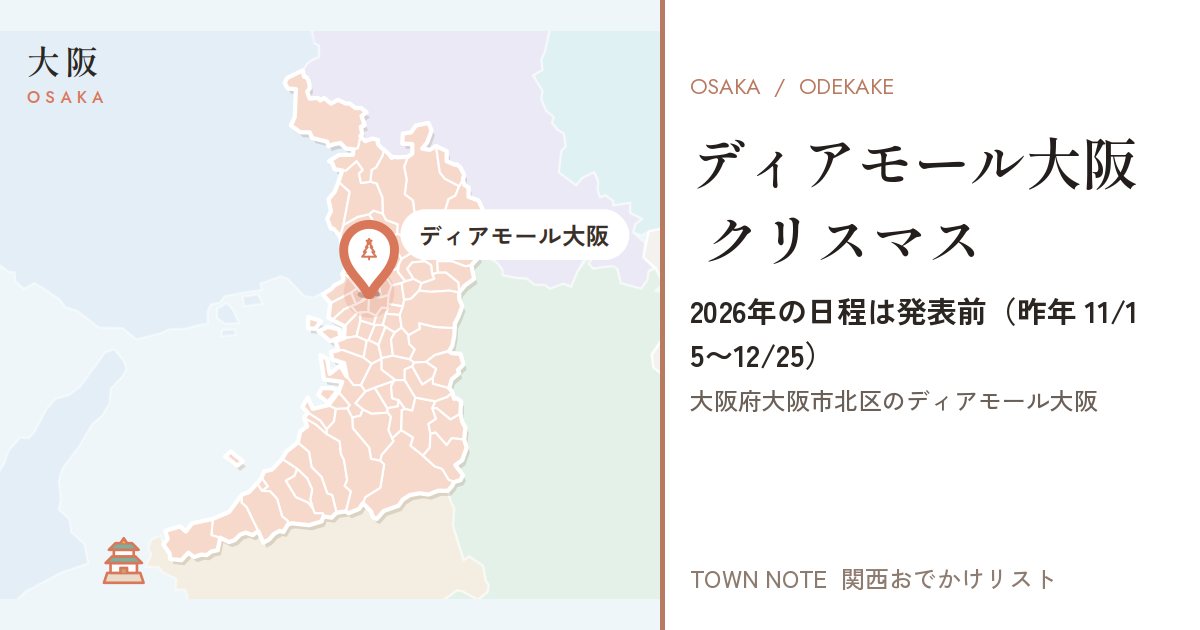 大阪
OSAKA
ディアモール大阪
OSAKA / ODEKAKE
ディアモール大阪
クリスマス
2026年の日程は発表前（昨年 11/1
5〜12/25）
大阪府大阪市北区のディアモール大阪
TOWN NOTE 関西おでかけリスト